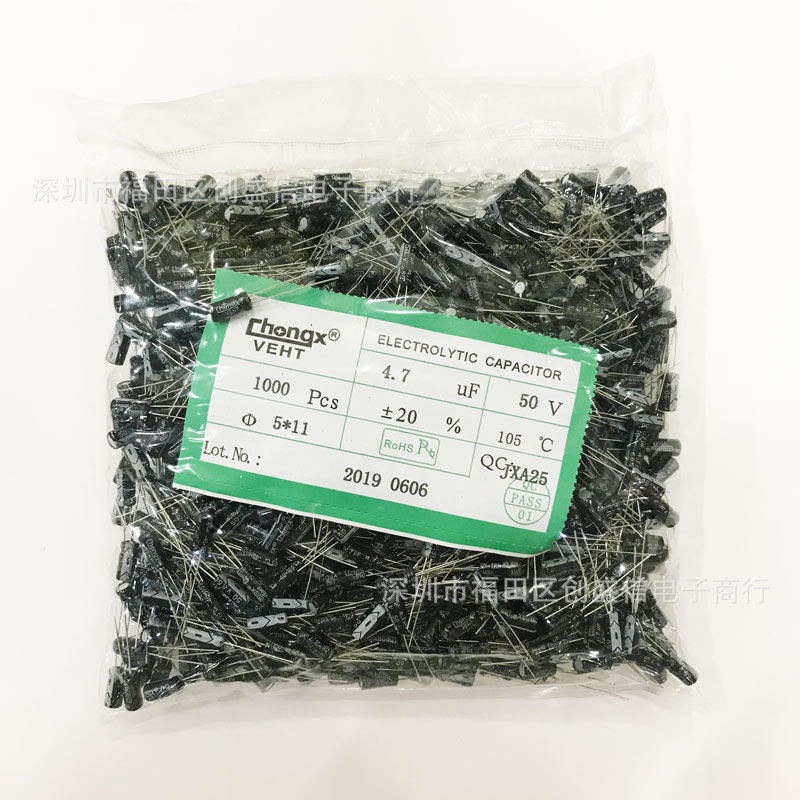 深圳市福田区创盛信电子商行
Chongx®
VEHT
ELECTROLYTIC CAPACITOR
1000 Pcs
4.7 uF
50 V
Φ 5*11
±20 %
105 ℃
Lot.No.:
RoHS Pb
QC: JXA25
2019 0606
QC
PASS
01
深圳市福田区创盛信电子商行